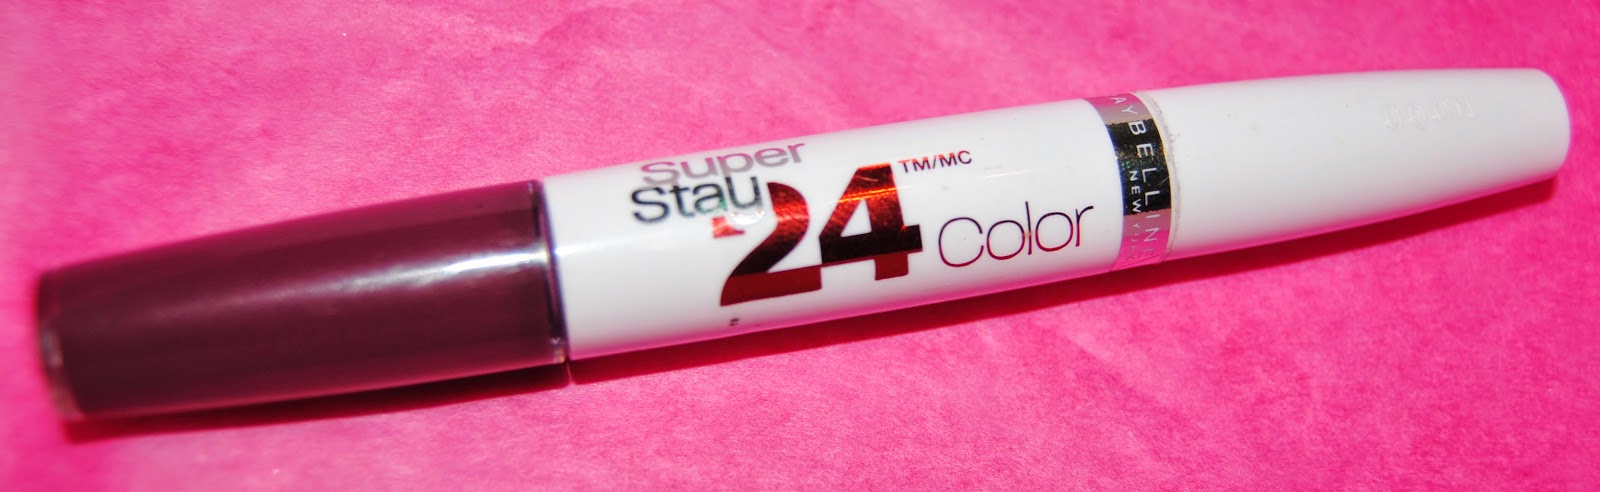 Super
Stay
24 TM/MC
Color
MAYBELLINE
NEW YORK